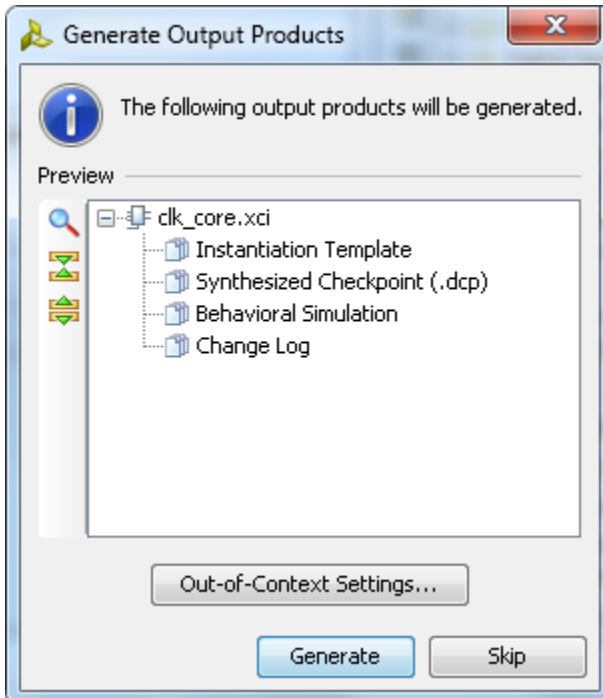 Generate Output Products
The following output products will be generated.
Preview
clk_core.xci
Instantiation Template
Synthesized Checkpoint (.dcp)
Behavioral Simulation
Change Log
Out-of-Context Settings...
Generate
Skip